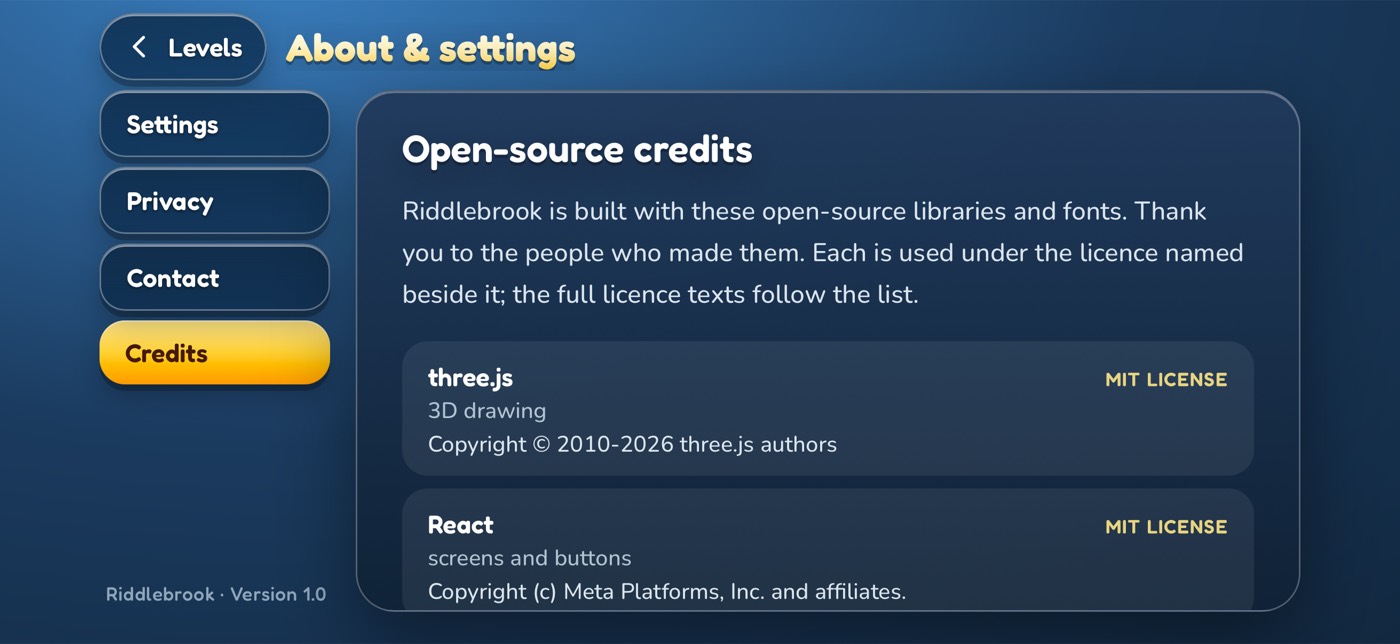 Levels
About & settings
Settings
Privacy
Contact
Credits
Riddlebrook · Version 1.0
Open-source credits
Riddlebrook is built with these open-source libraries and fonts. Thank
you to the people who made them. Each is used under the licence named
beside it; the full licence texts follow the list.
three.js
MIT LICENSE
3D drawing
Copyright © 2010-2026 three.js authors
React
MIT LICENSE
screens and buttons
Copyright (c) Meta Platforms, Inc. and affiliates.